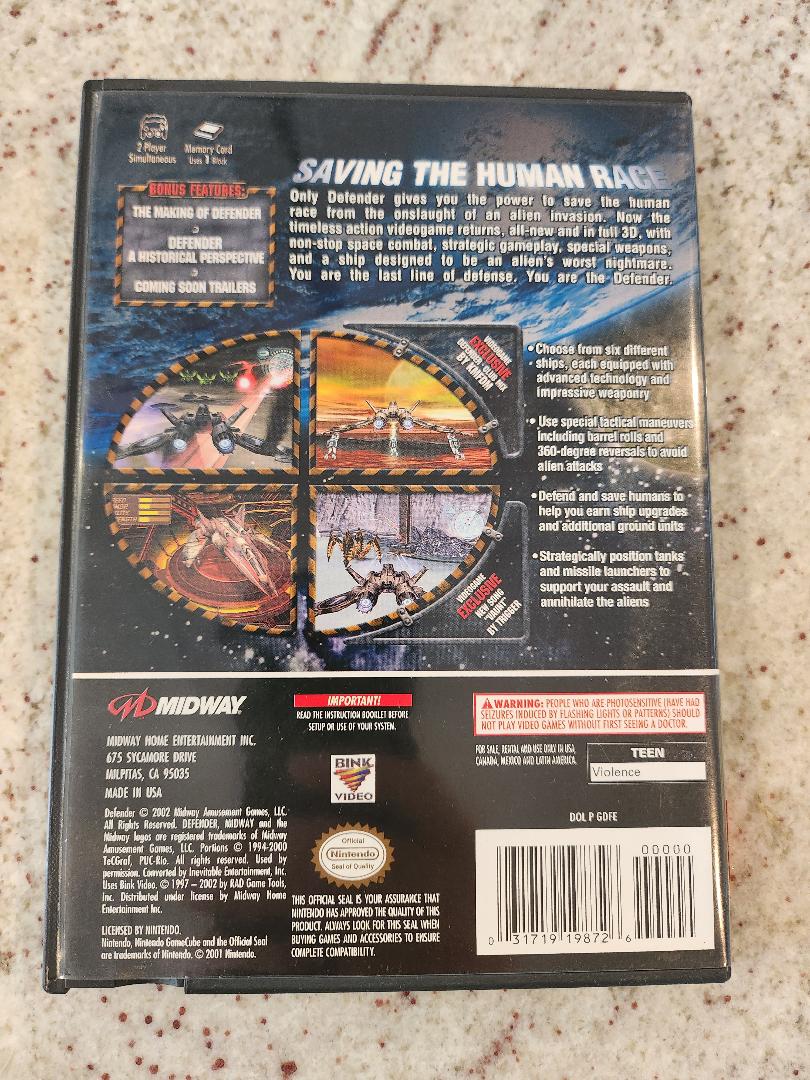 2 Player
Simultaneous
Memory Card
Uses 1 Block
SAVING THE HUMAN RACE
BONUS FEATURES:
THE MAKING OF DEFENDER
DEFENDER
A HISTORICAL PERSPECTIVE
COMING SOON TRAILERS
Only Defender gives you the power to save the human
race from the onslaught of an alien invasion. Now the
timeless action videogame returns, all-new and in full 3D, with
non-stop space combat, strategic gameplay, special weapons,
and a ship designed to be an alien's worst nightmare.
You are the last line of defense. You are the Defender.
VIDEOGAME
EXCLUSIVE
DEFENDER CLUB MIX
BY KMFDM
• Choose from six different
ships, each equipped with
advanced technology and
impressive weaponry
• Use special tactical maneuvers
including barrel rolls and
360-degree reversals to avoid
alien attacks
• Defend and save humans to
help you earn ship upgrades
and additional ground units
• Strategically position tanks
and missile launchers to
support your assault and
annihilate the aliens
VIDEOGAME
EXCLUSIVE
NEW SONG
"DAUNT"
BY TRIGGER
MIDWAY
MIDWAY HOME ENTERTAINMENT INC.
675 SYCAMORE DRIVE
MILPITAS, CA 95035
MADE IN USA
Defender © 2002 Midway Amusement Games, LLC.
All Rights Reserved. DEFENDER, MIDWAY and the
Midway logos are registered trademarks of Midway
Amusement Games, LLC. Portions © 1994-2000
TeCGraf, PUC-Rio. All rights reserved. Used by
permission. Converted by Inevitable Entertainment, Inc.
Uses Bink Video. © 1997 – 2002 by RAD Game Tools,
Inc. Distributed under license by Midway Home
Entertainment Inc.
LICENSED BY NINTENDO.
Nintendo, Nintendo GameCube and the Official Seal
are trademarks of Nintendo. © 2001 Nintendo.
IMPORTANT!
READ THE INSTRUCTION BOOKLET BEFORE
SETUP OR USE OF YOUR SYSTEM.
BINK
VIDEO
Official
Nintendo
Seal of Quality
THIS OFFICIAL SEAL IS YOUR ASSURANCE THAT
NINTENDO HAS APPROVED THE QUALITY OF THIS
PRODUCT. ALWAYS LOOK FOR THIS SEAL WHEN
BUYING GAMES AND ACCESSORIES TO ENSURE
COMPLETE COMPATIBILITY.
WARNING: PEOPLE WHO ARE PHOTOSENSITIVE (HAVE HAD
SEIZURES INDUCED BY FLASHING LIGHTS OR PATTERNS) SHOULD
NOT PLAY VIDEO GAMES WITHOUT FIRST SEEING A DOCTOR.
FOR SALE, RENTAL AND USE ONLY IN USA,
CANADA, MEXICO AND LATIN AMERICA.
TEEN
Violence
DOL P GDFE
00000
0 31719 19872 6